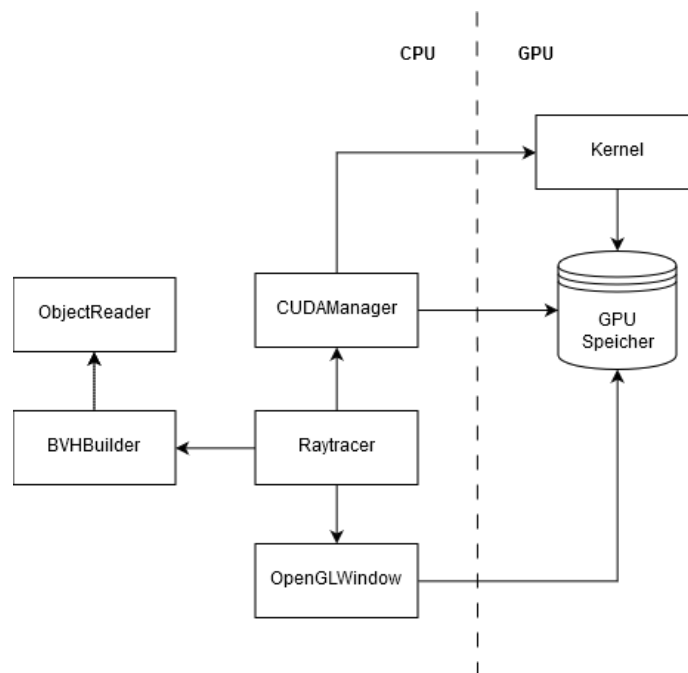 CPU
GPU
Kernel
ObjectReader
CUDAManager
GPU
Speicher
BVHBuilder
Raytracer
OpenGLWindow